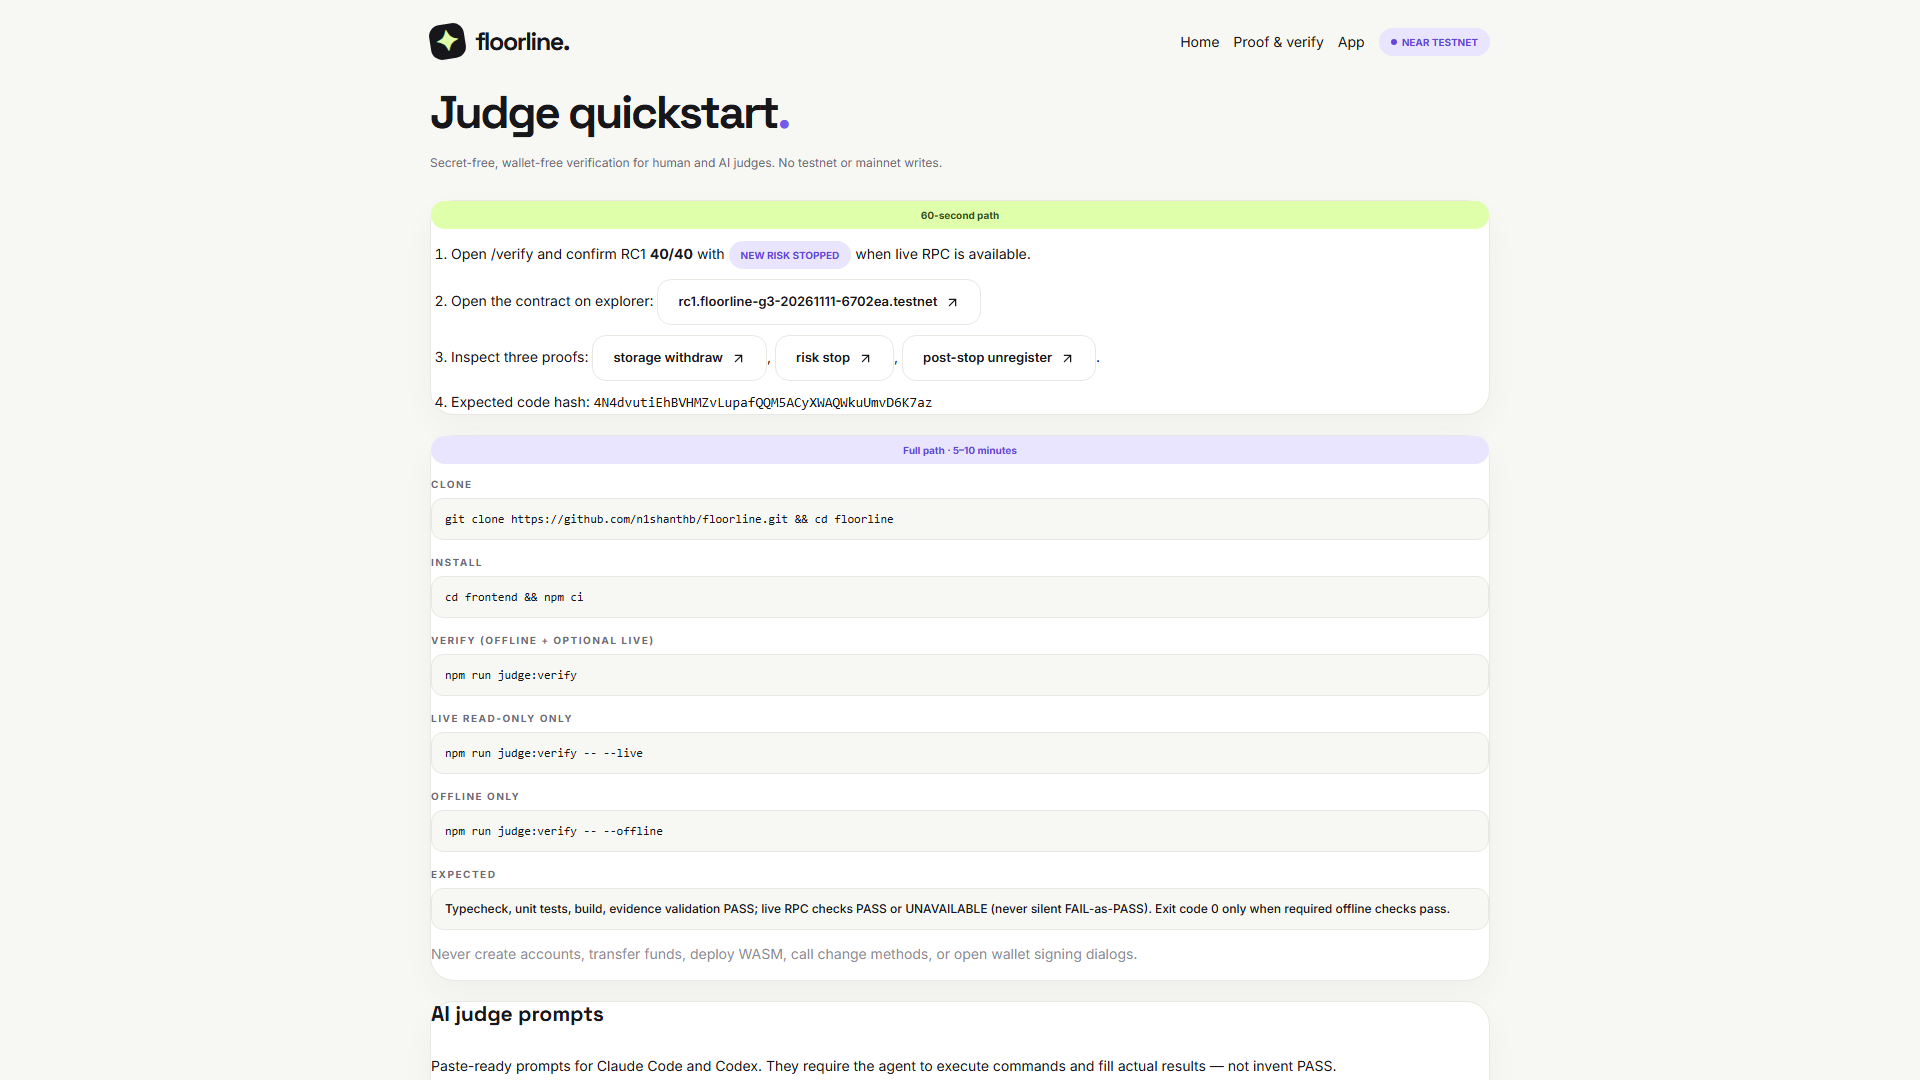 floorline.
Home Proof & verify App NEAR TESTNET
Judge quickstart.
Secret-free, wallet-free verification for human and AI judges. No testnet or mainnet writes.
60-second path
1. Open /verify and confirm RC1 40/40 with NEW RISK STOPPED when live RPC is available.
2. Open the contract on explorer: rc1.floorline-g3-20261111-6702ea.testnet
3. Inspect three proofs: storage withdraw , risk stop , post-stop unregister .
4. Expected code hash: 4N4dvutiEhBVHMZvLupafQQM5ACyXWAQWkuUmvD6K7az
Full path · 5–10 minutes
CLONE
git clone https://github.com/n1shanthb/floorline.git && cd floorline
INSTALL
cd frontend && npm ci
VERIFY (OFFLINE + OPTIONAL LIVE)
npm run judge:verify
LIVE READ-ONLY ONLY
npm run judge:verify -- --live
OFFLINE ONLY
npm run judge:verify -- --offline
EXPECTED
Typecheck, unit tests, build, evidence validation PASS; live RPC checks PASS or UNAVAILABLE (never silent FAIL-as-PASS). Exit code 0 only when required offline checks pass.
Never create accounts, transfer funds, deploy WASM, call change methods, or open wallet signing dialogs.
AI judge prompts
Paste-ready prompts for Claude Code and Codex. They require the agent to execute commands and fill actual results — not invent PASS.